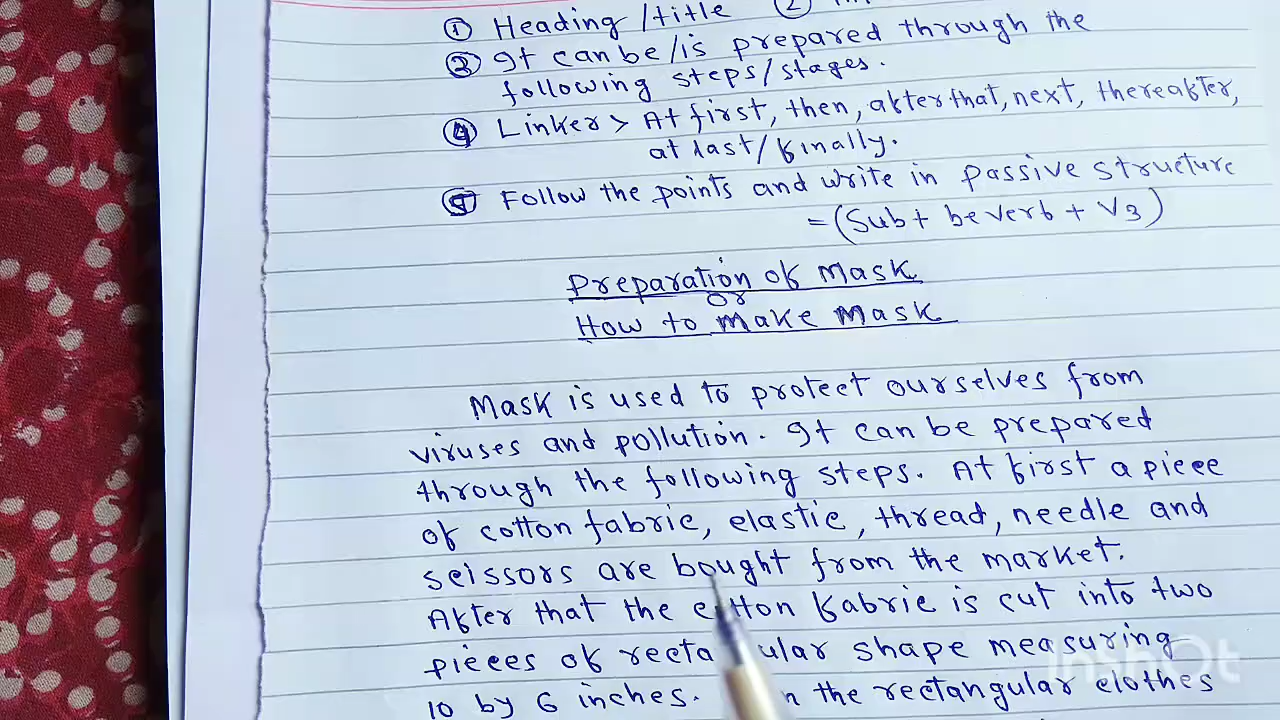 ① Heading/title ②
③ It can be/is prepared through the
following steps/stages.
④ Linker > At first, then, after that, next, thereafter,
at last/finally.
⑤ Follow the points and write in passive structure
= (Sub + be verb + V3)
Preparation of Mask
or
How to make Mask
Mask is used to protect ourselves from
viruses and pollution. It can be prepared
through the following steps. At first a piece
of cotton fabric, elastic, thread, needle and
scissors are bought from the market.
After that the cotton fabric is cut into two
pieces of rectangular shape measuring
10 by 6 inches. the rectangular clothes
InShOt